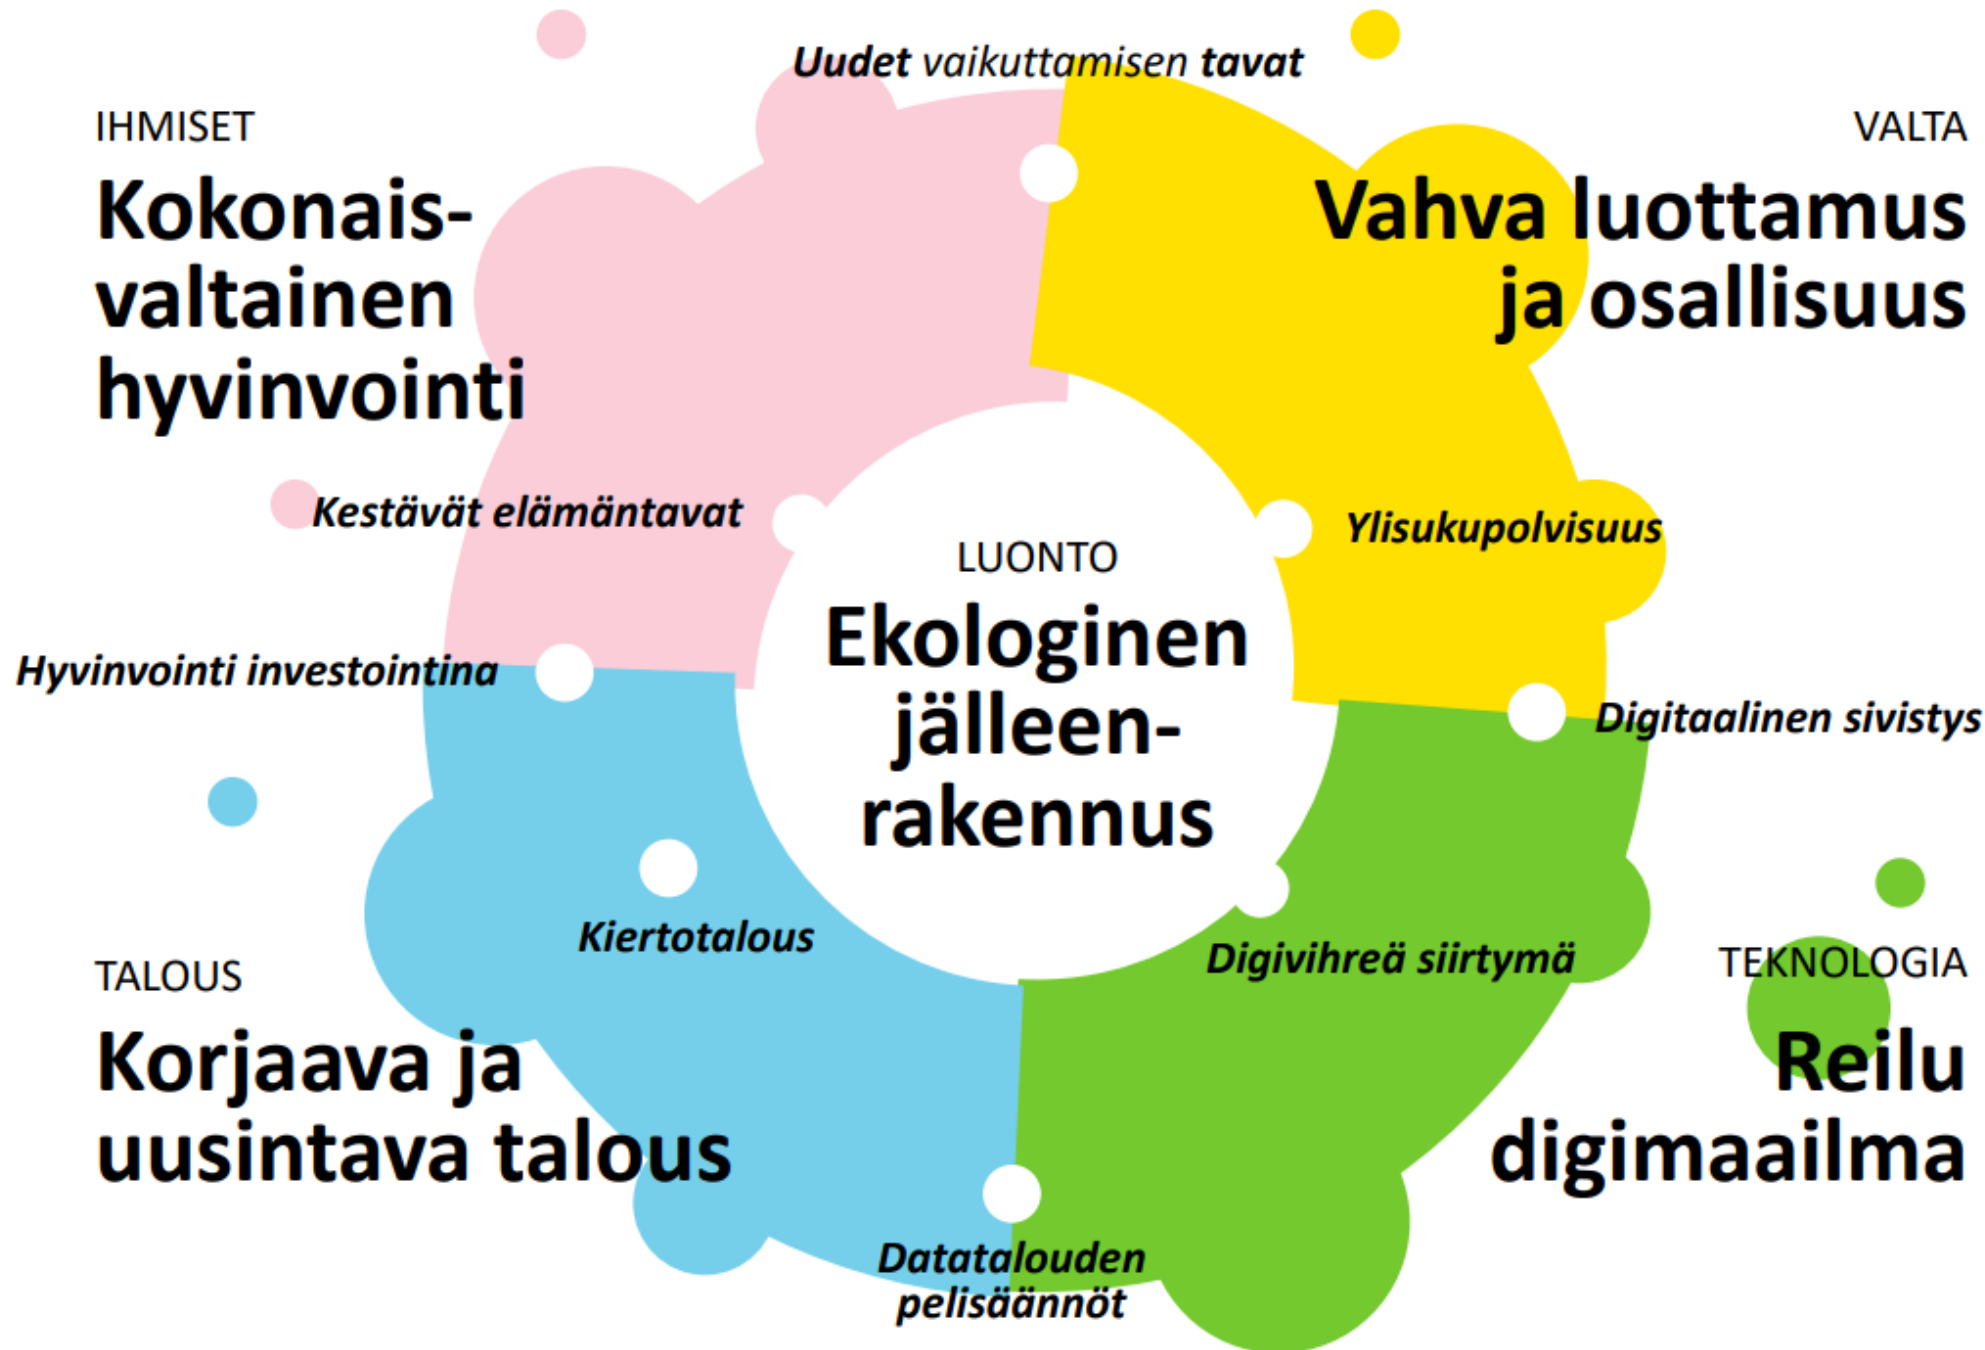 Uudet vaikuttamisen tavat
IHMISET
Kokonais-
valtainen
hyvinvointi
VALTA
Vahva luottamus
ja osallisuus
Kestävät elämäntavat
Ylisukupolvisuus
LUONTO
Ekologinen
jälleen-
rakennus
Hyvinvointi investointina
Digitaalinen sivistys
Kiertotalous
Digivihreä siirtymä
TALOUS
Korjaava ja
uusintava talous
TEKNOLOGIA
Reilu
digimaailma
Datatalouden
pelisäännöt